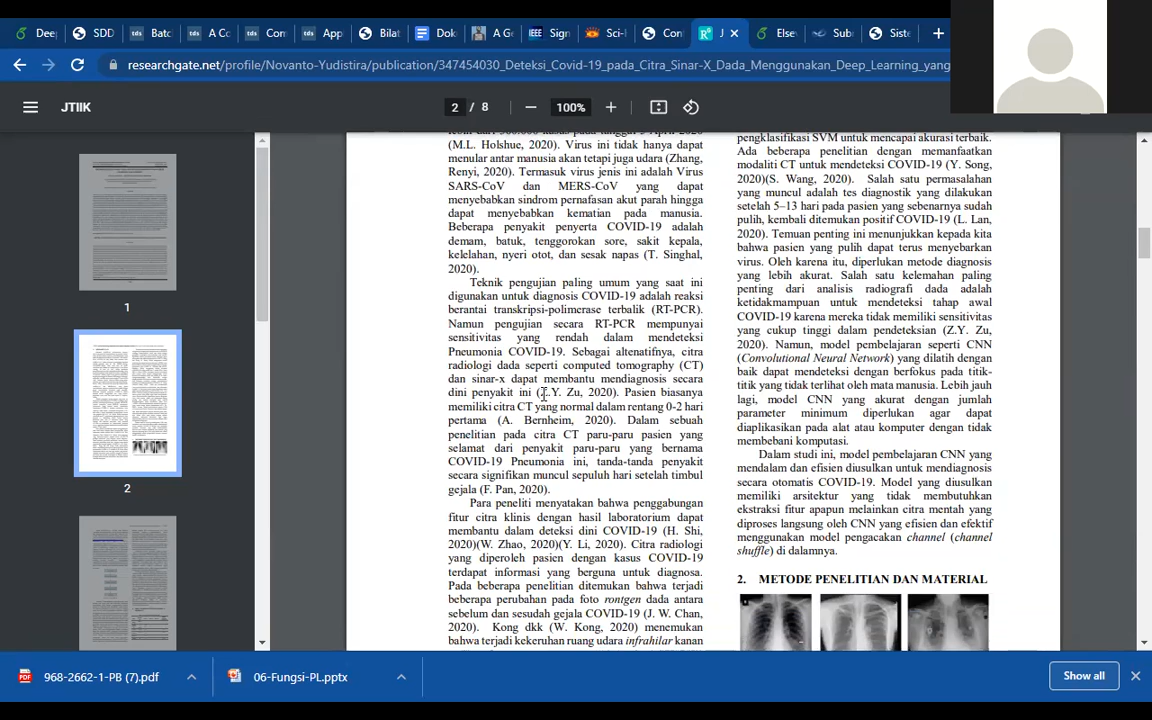 Deep
SDD
Batc
A Co
Con
App
Bilat
Dok
A Ge
Sign
Sci-
Con
J
Else
Sub
Siste
researchgate.net/profile/Novanto-Yudistira/publication/347454030_Deteksi_Covid-19_pada_Citra_Sinar-X_Dada_Menggunakan_Deep_Learning_yang
JTIIK
2 / 8
100%
1
2
(M.L. Holshue, 2020). Virus ini tidak hanya dapat
menular antar manusia akan tetapi juga udara (Zhang,
Renyi, 2020). Termasuk virus jenis ini adalah Virus
SARS-CoV dan MERS-CoV yang dapat
menyebabkan sindrom pernafasan akut parah hingga
dapat menyebabkan kematian pada manusia.
Beberapa penyakit penyerta COVID-19 adalah
demam, batuk, tenggorokan sore, sakit kepala,
kelelahan, nyeri otot, dan sesak napas (T. Singhal,
2020).
Teknik pengujian paling umum yang saat ini
digunakan untuk diagnosis COVID-19 adalah reaksi
berantai transkripsi-polimerase terbalik (RT-PCR).
Namun pengujian secara RT-PCR mempunyai
sensitivitas yang rendah dalam mendeteksi
Pneumonia COVID-19. Sebagai altenatifnya, citra
radiologi dada seperti computed tomography (CT)
dan sinar-x dapat membantu mendiagnosis secara
dini penyakit ini (Z.Y. Zu, 2020). Pasien biasanya
memiliki citra CT yang normal dalam rentang 0-2 hari
pertama (A. Bernheim, 2020). Dalam sebuah
penelitian pada citra CT paru-paru pasien yang
selamat dari penyakit paru-paru yang bernama
COVID-19 Pneumonia ini, tanda-tanda penyakit
secara signifikan muncul sepuluh hari setelah timbul
gejala (F. Pan, 2020).
Para peneliti menyatakan bahwa penggabungan
fitur citra klinis dengan hasil laboratorium dapat
membantu dalam deteksi dini COVID-19 (H. Shi,
2020)(W. Zhao, 2020)(Y. Li, 2020). Citra radiologi
yang diperoleh pasien dengan kasus COVID-19
terdapat informasi yang berguna untuk diagnosa.
Pada beberapa penelitian ditemukan bahwa terjadi
beberapa perubahan pada foto rontgen dada antara
sebelum dan sesudah gejala COVID-19 (J. W. Chan,
2020). Kong dkk (W. Kong, 2020) menemukan
bahwa terjadi kekeruhan ruang udara infrahilar kanan
pengklasifikasi SVM untuk mencapai akurasi terbaik.
Ada beberapa penelitian dengan memanfaatkan
modaliti CT untuk mendeteksi COVID-19 (Y. Song,
2020)(S. Wang, 2020). Salah satu permasalahan
yang muncul adalah tes diagnostik yang dilakukan
setelah 5–13 hari pada pasien yang sebenarnya sudah
pulih, kembali ditemukan positif COVID-19 (L. Lan,
2020). Temuan penting ini menunjukkan kepada kita
bahwa pasien yang pulih dapat terus menyebarkan
virus. Oleh karena itu, diperlukan metode diagnosis
yang lebih akurat. Salah satu kelemahan paling
penting dari analisis radiografi dada adalah
ketidakmampuan untuk mendeteksi tahap awal
COVID-19 karena mereka tidak memiliki sensitivitas
yang cukup tinggi dalam pendeteksian (Z.Y. Zu,
2020). Namun, model pembelajaran seperti CNN
(Convolutional Neural Network) yang dilatih dengan
baik dapat mendeteksi dengan berfokus pada titik-
titik yang tidak terlihat oleh mata manusia. Lebih jauh
lagi, model CNN yang akurat dengan jumlah
parameter minimum diperlukan agar dapat
diaplikasikan pada alat atau komputer dengan tidak
membebani komputasi.
Dalam studi ini, model pembelajaran CNN yang
mendalam dan efisien diusulkan untuk mendiagnosis
secara otomatis COVID-19. Model yang diusulkan
memiliki arsitektur yang tidak membutuhkan
ekstraksi fitur apapun melainkan citra mentah yang
diproses langsung oleh CNN yang efisien dan efektif
menggunakan model pengacakan channel (channel
shuffle) di dalamnya.
2. METODE PENELITIAN DAN MATERIAL
968-2662-1-PB (7).pdf
06-Fungsi-PL.pptx
Show all